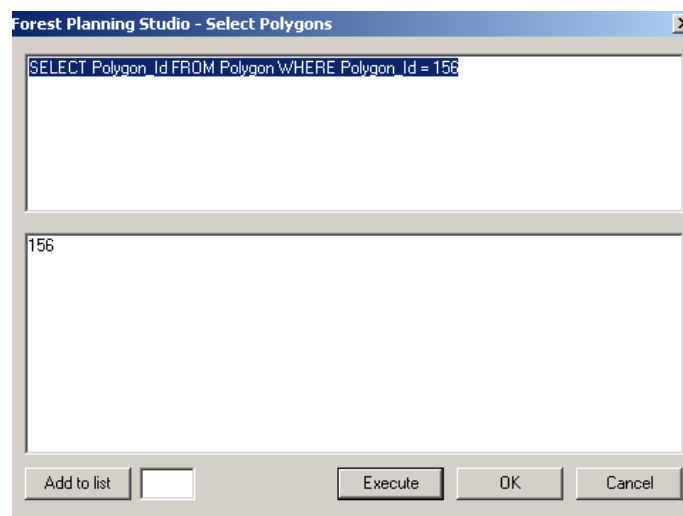 Forest Planning Studio - Select Polygons
SELECT Polygon_Id FROM Polygon WHERE Polygon_Id = 156
156
Add to list
Execute
OK
Cancel